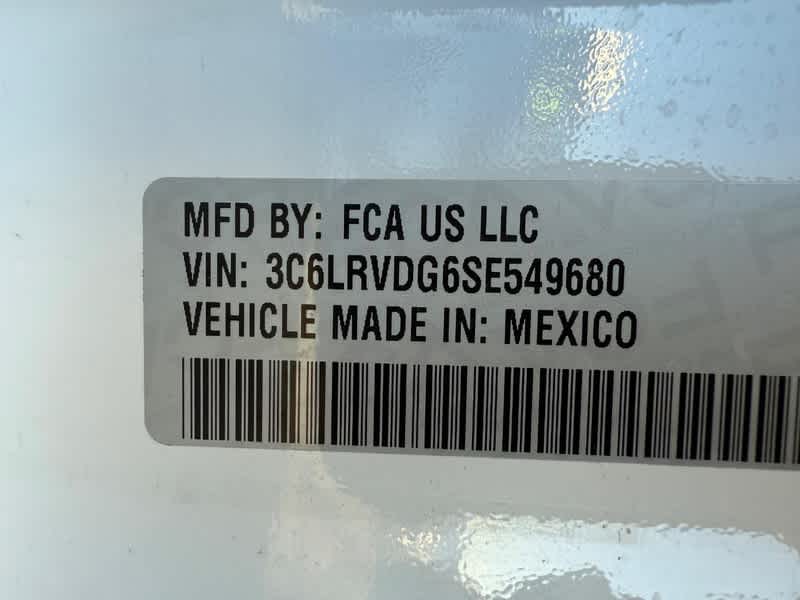 MFD BY: FCA US LLC
VIN: 3C6LRVDG6SE549680
VEHICLE MADE IN: MEXICO